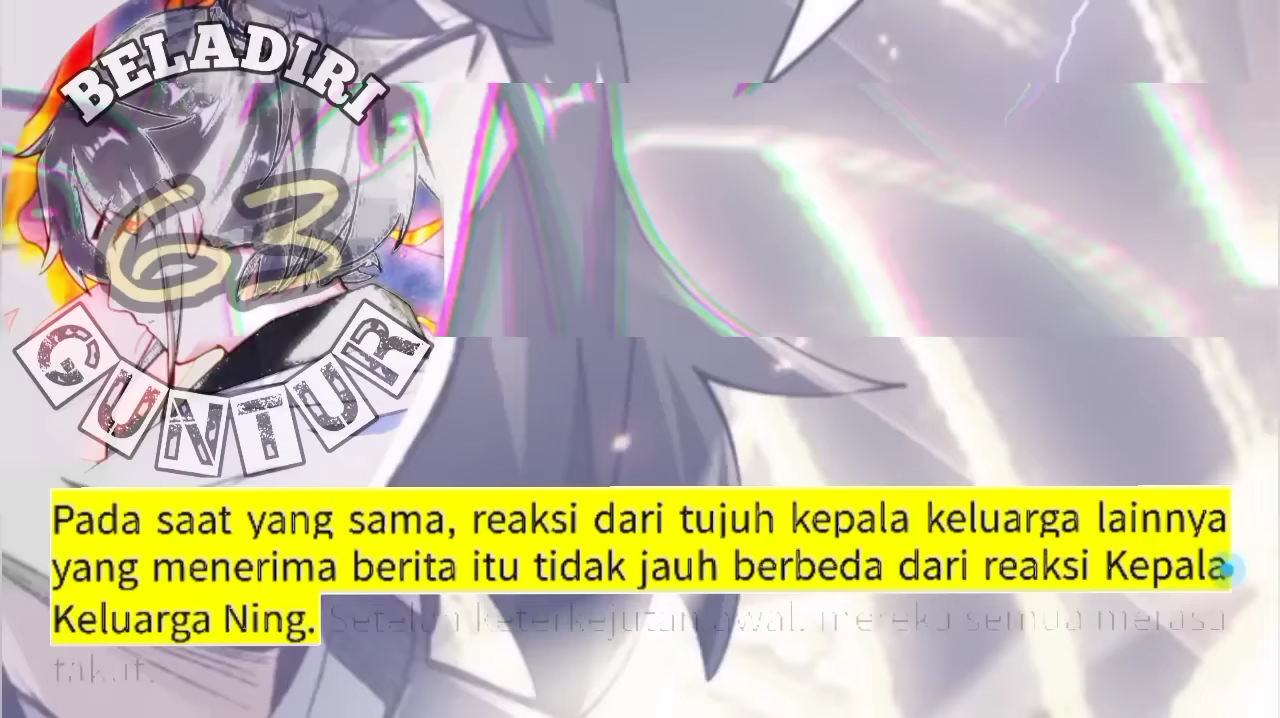 BELADIRI
63
GUNTUR
Pada saat yang sama, reaksi dari tujuh kepala keluarga lainnya
yang menerima berita itu tidak jauh berbeda dari reaksi Kepala
Keluarga Ning. Setelah keterkejutan awal, mereka semua merasa
takut.